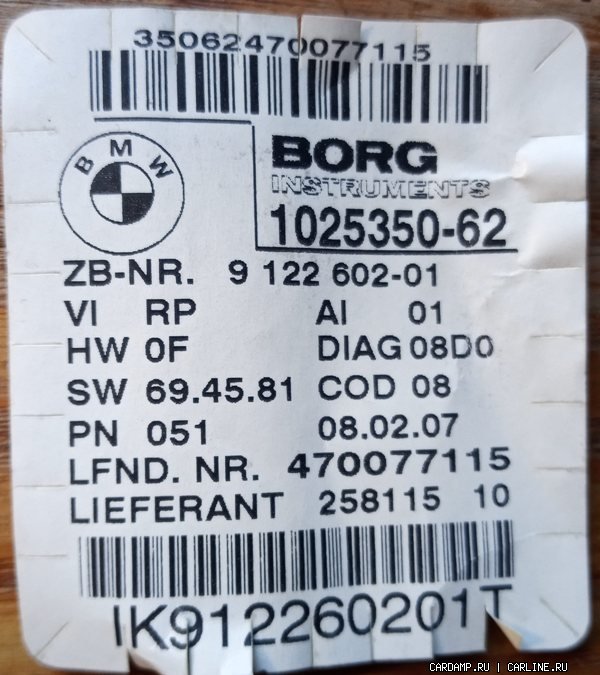 35062470077115
BMW
BORG
INSTRUMENTS
1025350-62
ZB-NR. 9 122 602-01
VI RP AI 01
HW 0F DIAG 08D0
SW 69.45.81 COD 08
PN 051 08.02.07
LFND. NR. 470077115
LIEFERANT 258115 10
IK912260201T
CARDAMP.RU | CARLINE.RU